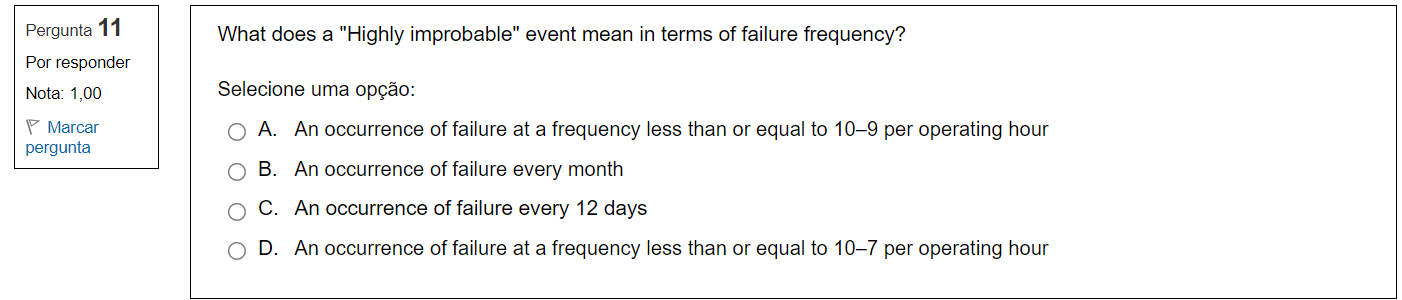 Pergunta 11
Por responder
Nota: 1,00
Marcar
pergunta
What does a "Highly improbable" event mean in terms of failure frequency?
Selecione uma opção:
A. An occurrence of failure at a frequency less than or equal to 10–9 per operating hour
B. An occurrence of failure every month
C. An occurrence of failure every 12 days
D. An occurrence of failure at a frequency less than or equal to 10–7 per operating hour